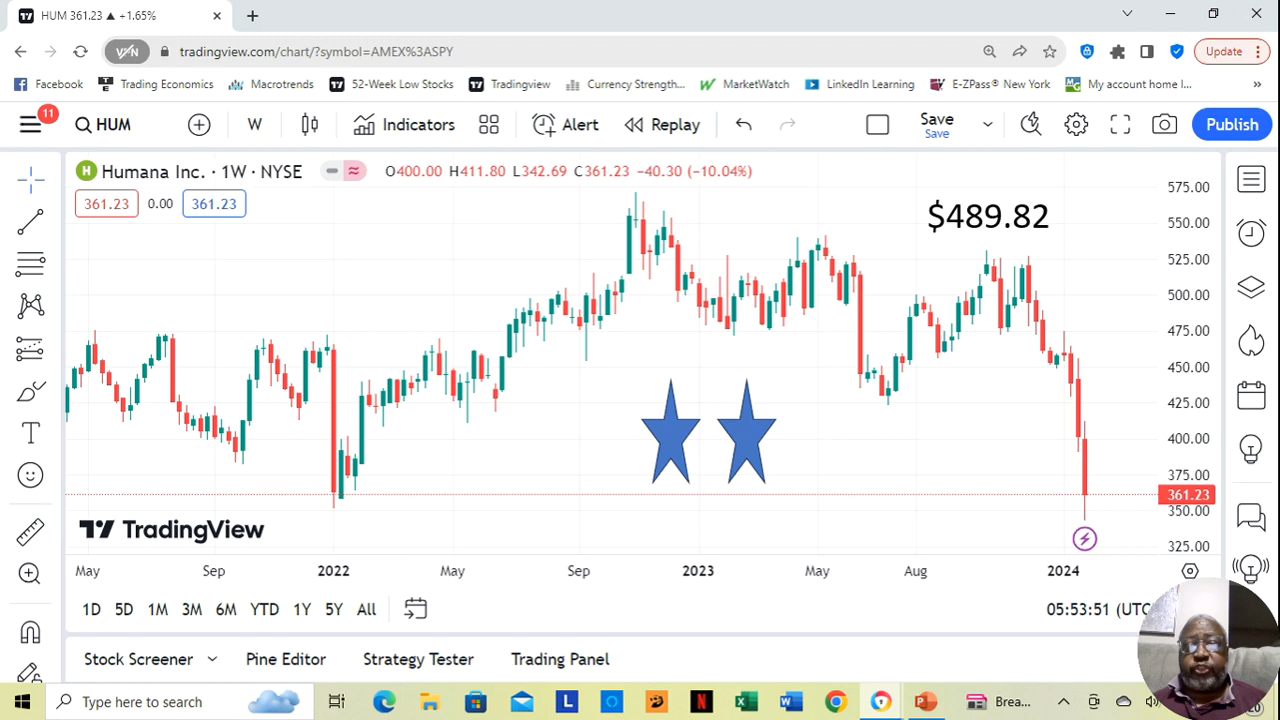 HUM 361.23 ▲ +1.65%
tradingview.com/chart/?symbol=AMEX%3ASPY
Update
Facebook Trading Economics Macrotrends 52-Week Low Stocks Tradingview Currency Strength... MarketWatch LinkedIn Learning E-ZPass® New York My account home l... »
11
HUM W Indicators Alert Replay Save Publish
Save
Humana Inc. · 1W · NYSE O400.00 H411.80 L342.69 C361.23 −40.30 (−10.04%)
361.23 0.00 361.23
$489.82
575.00
550.00
525.00
500.00
475.00
450.00
425.00
400.00
375.00
361.23
350.00
325.00
TradingView
May Sep 2022 May Sep 2023 May Aug 2024
1D 5D 1M 3M 6M YTD 1Y 5Y All 05:53:51 (UTC
Stock Screener Pine Editor Strategy Tester Trading Panel
Type here to search Brea...